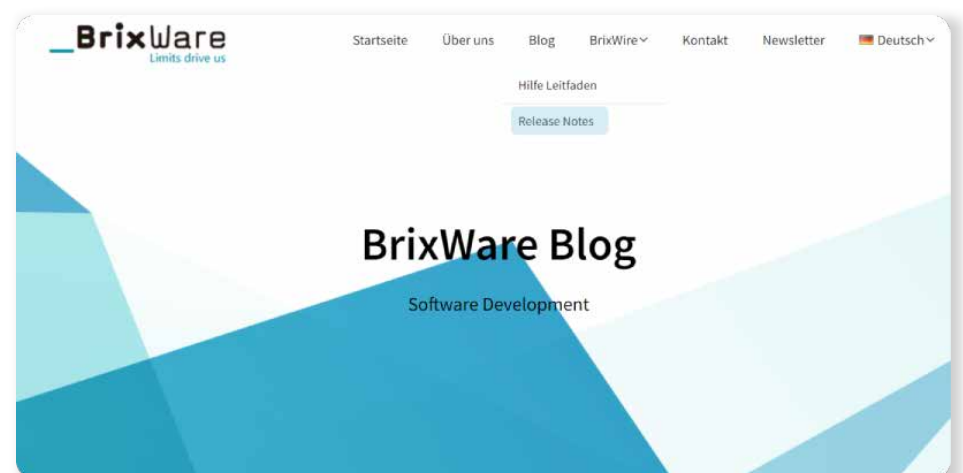 _BrixWare
Limits drive us
Startseite Über uns Blog BrixWire Kontakt Newsletter Deutsch
Hilfe Leitfaden
Release Notes
BrixWare Blog
Software Development